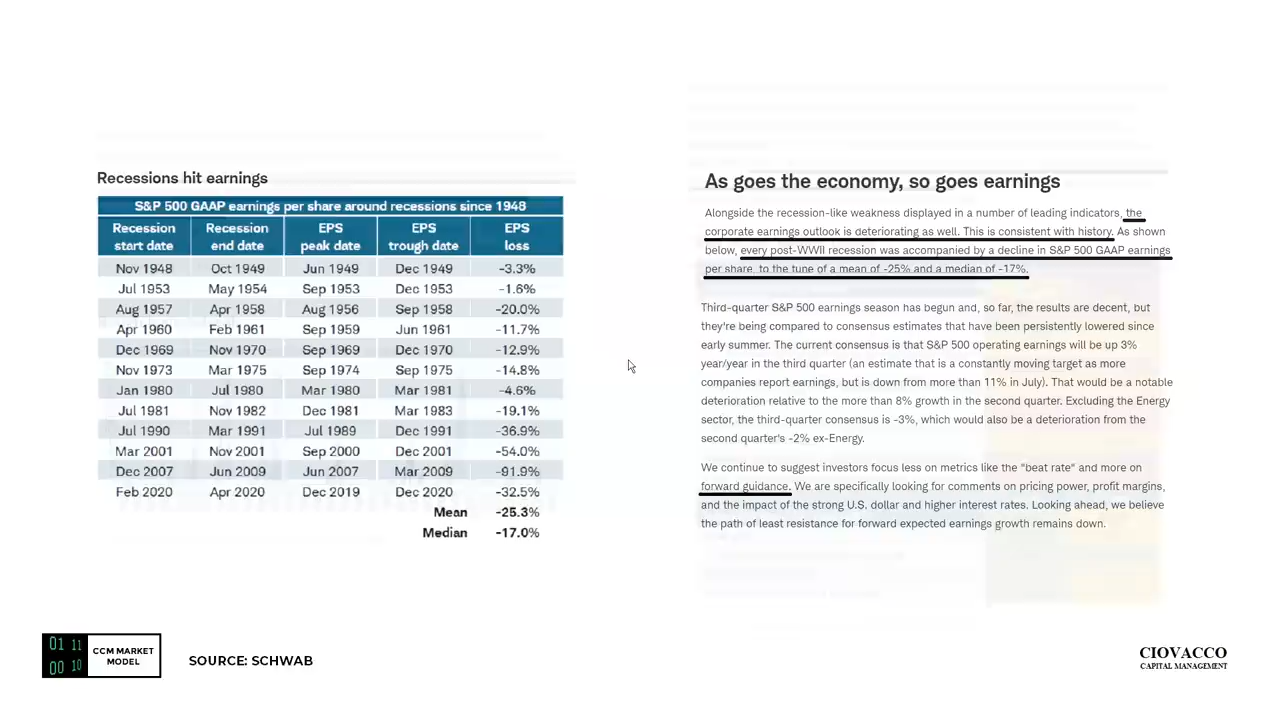 Recessions hit earnings
S&P 500 GAAP earnings per share around recessions since 1948
Recession start date Recession end date EPS peak date EPS trough date EPS loss
Nov 1948 Oct 1949 Jun 1949 Dec 1949 -3.3%
Jul 1953 May 1954 Sep 1953 Dec 1953 -1.6%
Aug 1957 Apr 1958 Aug 1956 Sep 1958 -20.0%
Apr 1960 Feb 1961 Sep 1959 Jun 1961 -11.7%
Dec 1969 Nov 1970 Sep 1969 Dec 1970 -12.9%
Nov 1973 Mar 1975 Sep 1974 Sep 1975 -14.8%
Jan 1980 Jul 1980 Mar 1980 Mar 1981 -4.6%
Jul 1981 Nov 1982 Dec 1981 Mar 1983 -19.1%
Jul 1990 Mar 1991 Jul 1989 Dec 1991 -36.9%
Mar 2001 Nov 2001 Sep 2000 Dec 2001 -54.0%
Dec 2007 Jun 2009 Jun 2007 Mar 2009 -91.9%
Feb 2020 Apr 2020 Dec 2019 Dec 2020 -32.5%
Mean -25.3%
Median -17.0%
As goes the economy, so goes earnings
Alongside the recession-like weakness displayed in a number of leading indicators, the
corporate earnings outlook is deteriorating as well. This is consistent with history. As shown
below, every post-WWII recession was accompanied by a decline in S&P 500 GAAP earnings
per share, to the tune of a mean of -25% and a median of -17%.
Third-quarter S&P 500 earnings season has begun and, so far, the results are decent, but
they're being compared to consensus estimates that have been persistently lowered since
early summer. The current consensus is that S&P 500 operating earnings will be up 3%
year/year in the third quarter (an estimate that is a constantly moving target as more
companies report earnings, but is down from more than 11% in July). That would be a notable
deterioration relative to the more than 8% growth in the second quarter. Excluding the Energy
sector, the third-quarter consensus is -3%, which would also be a deterioration from the
second quarter's -2% ex-Energy.
We continue to suggest investors focus less on metrics like the "beat rate" and more on
forward guidance. We are specifically looking for comments on pricing power, profit margins,
and the impact of the strong U.S. dollar and higher interest rates. Looking ahead, we believe
the path of least resistance for forward expected earnings growth remains down.
01 11
00 10
CCM MARKET
MODEL
SOURCE: SCHWAB
CIOVACCO
CAPITAL MANAGEMENT